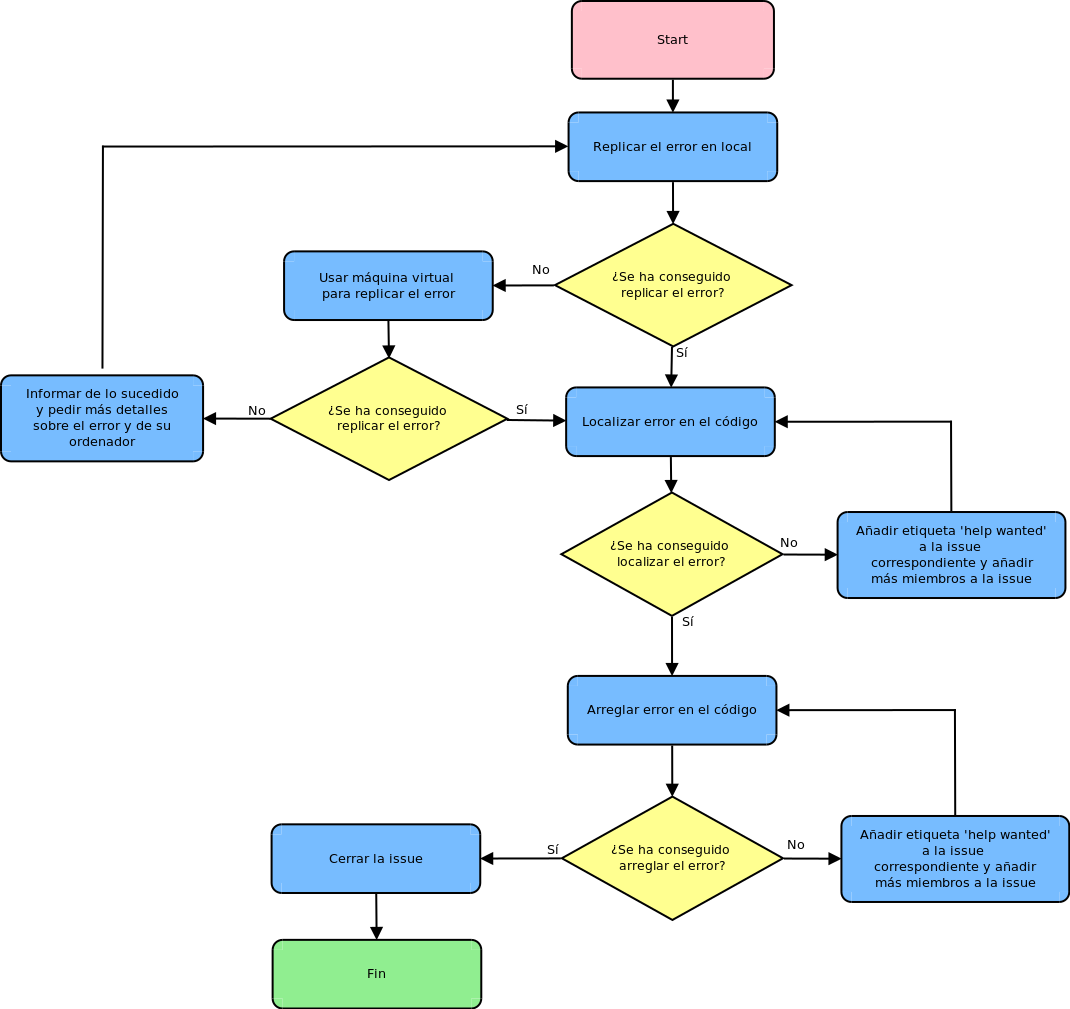 Start
Replicar el error en local
¿Se ha conseguido
replicar el error?
No
Sí
Usar máquina virtual
para replicar el error
¿Se ha conseguido
replicar el error?
No
Sí
Informar de lo sucedido
y pedir más detalles
sobre el error y de su
ordenador
Localizar error en el código
¿Se ha conseguido
localizar el error?
No
Sí
Añadir etiqueta 'help wanted'
a la issue
correspondiente y añadir
más miembros a la issue
Arreglar error en el código
¿Se ha conseguido
arreglar el error?
Sí
No
Añadir etiqueta 'help wanted'
a la issue
correspondiente y añadir
más miembros a la issue
Cerrar la issue
Fin